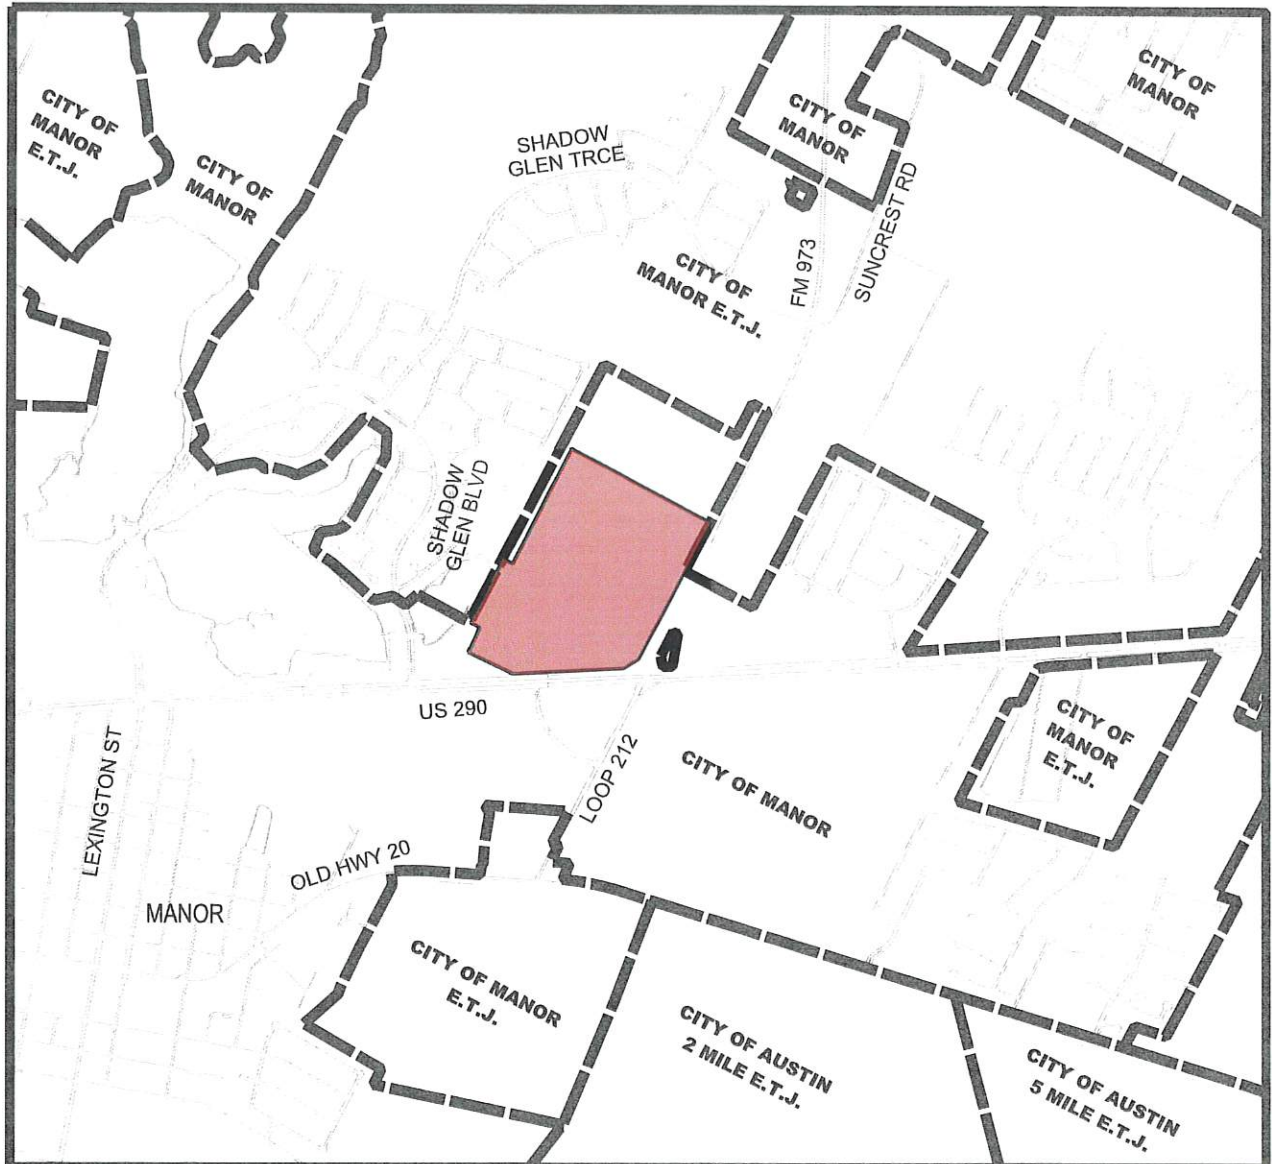 CITY OF
MANOR
E.T.J.
CITY OF
MANOR
SHADOW
GLEN TRCE
CITY OF
MANOR
CITY OF
MANOR
SUNCREST RD
FM 973
CITY OF
MANOR E.T.J.
SHADOW
GLEN BLVD
US 290
LEXINGTON ST
LOOP 212
CITY OF MANOR
CITY OF
MANOR
E.T.J.
OLD HWY 20
MANOR
CITY OF MANOR
E.T.J.
CITY OF AUSTIN
2 MILE E.T.J.
CITY OF AUSTIN
5 MILE E.T.J.